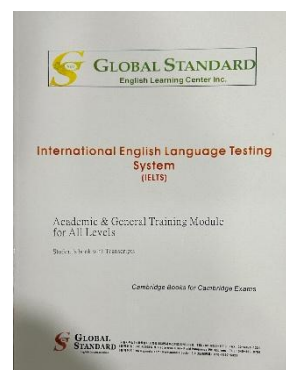 GLOBAL STANDARD
English Learning Center Inc.
International English Language Testing
System
(IELTS)
Academic & General Training Module
for All Levels
Cambridge Books for Cambridge Exams
GLOBAL
STANDARD